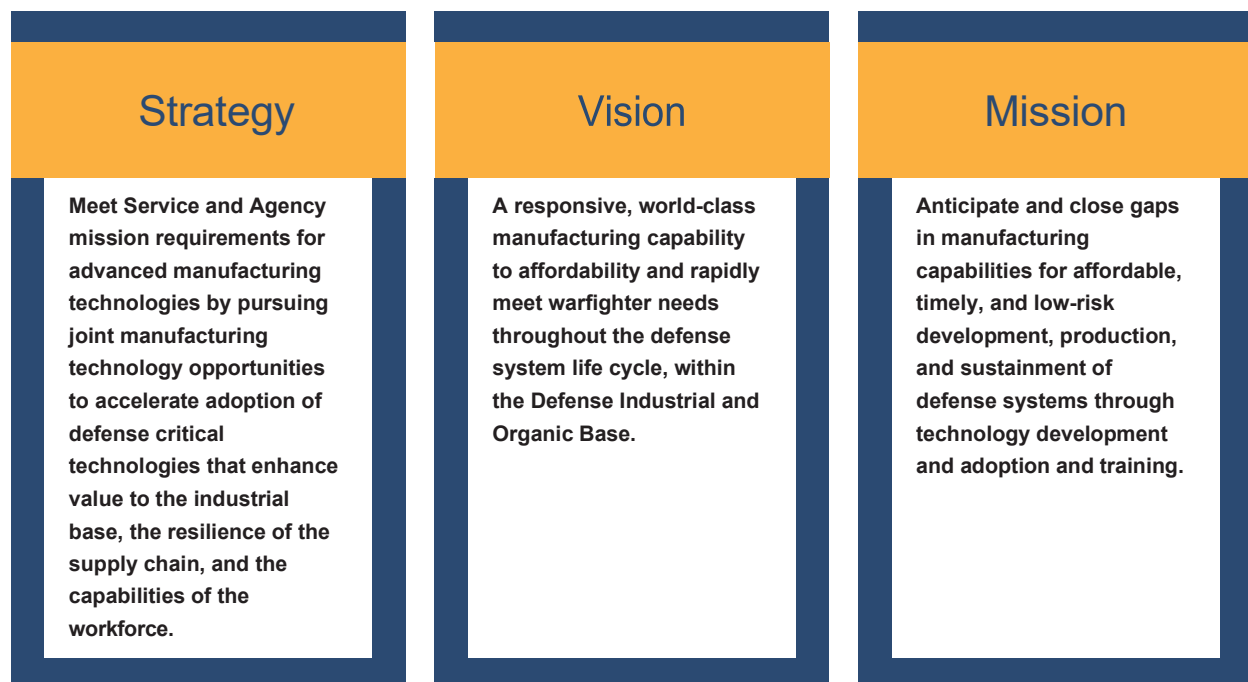 Strategy
Meet Service and Agency
mission requirements for
advanced manufacturing
technologies by pursuing
joint manufacturing
technology opportunities
to accelerate adoption of
defense critical
technologies that enhance
value to the industrial
base, the resilience of the
supply chain, and the
capabilities of the
workforce.
Vision
A responsive, world-class
manufacturing capability
to affordability and rapidly
meet warfighter needs
throughout the defense
system life cycle, within
the Defense Industrial and
Organic Base.
Mission
Anticipate and close gaps
in manufacturing
capabilities for affordable,
timely, and low-risk
development, production,
and sustainment of
defense systems through
technology development
and adoption and training.